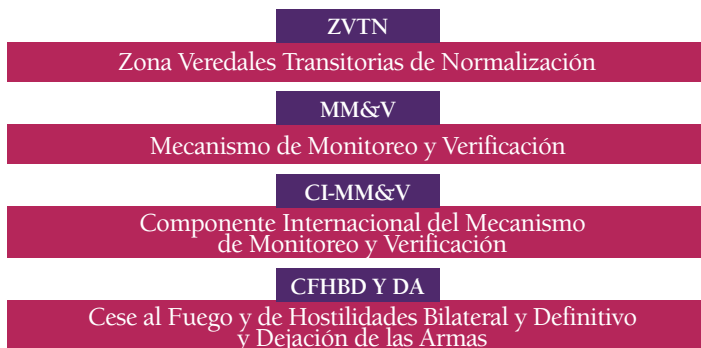 ZVTN
Zona Veredales Transitorias de Normalización
MM&V
Mecanismo de Monitoreo y Verificación
CI-MM&V
Componente Internacional del Mecanismo
de Monitoreo y Verificación
CFHBD Y DA
Cese al Fuego y de Hostilidades Bilateral y Definitivo
y Dejación de las Armas